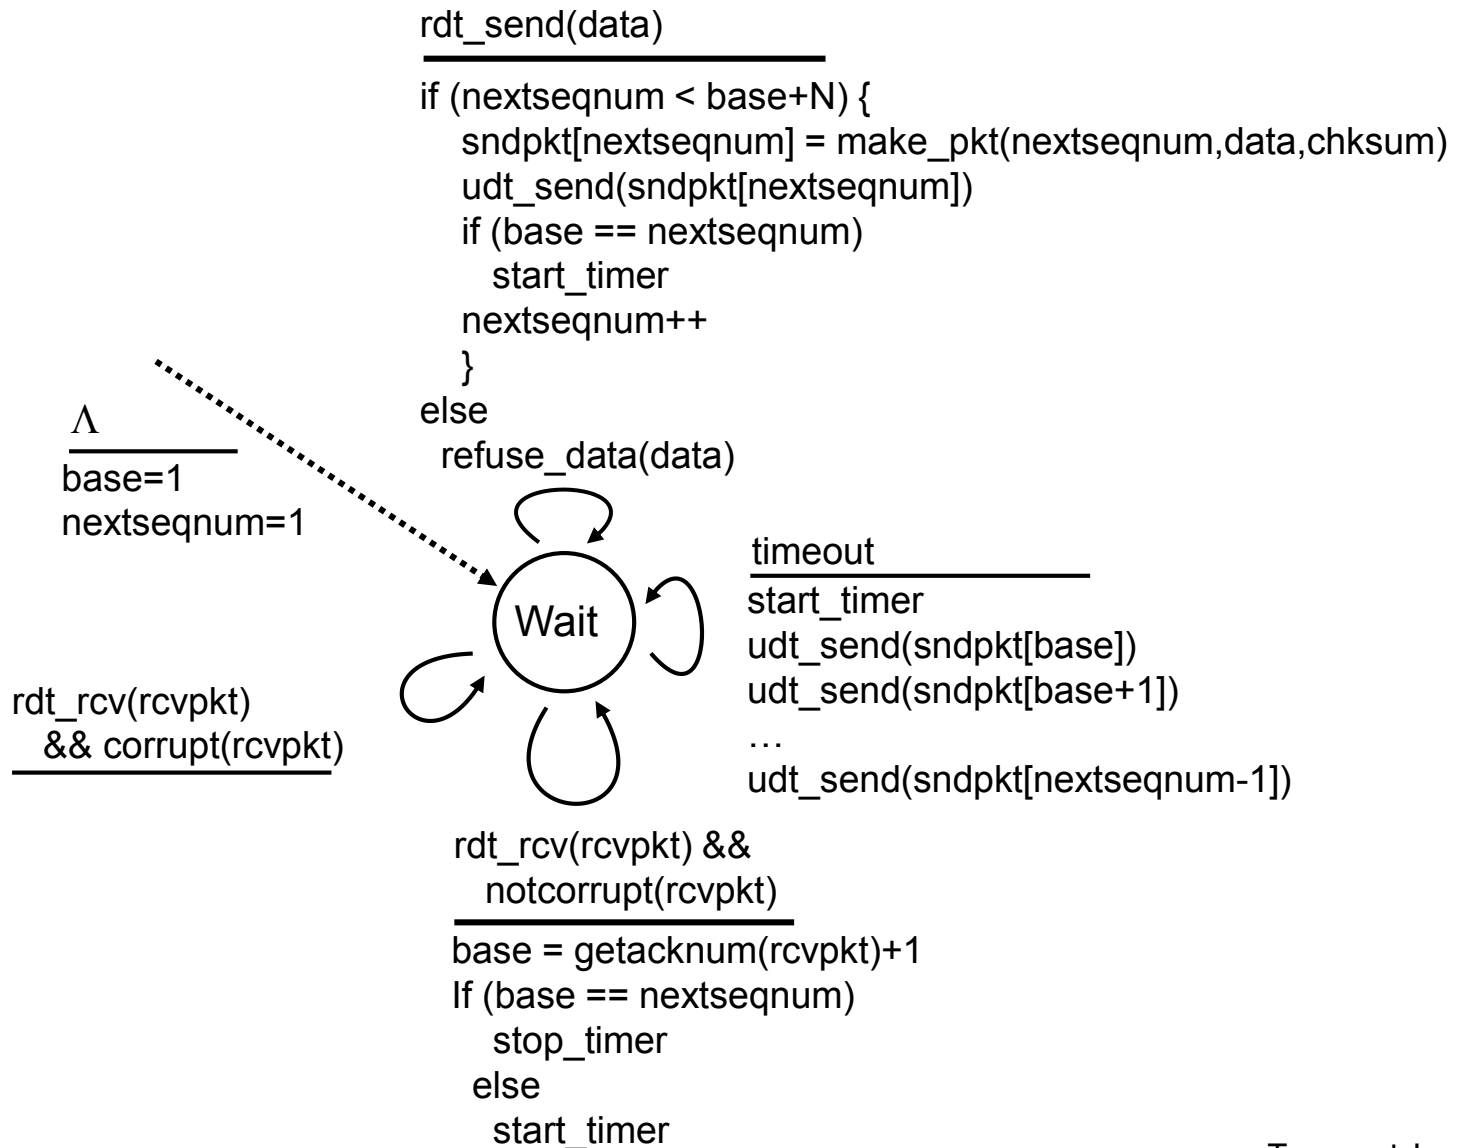 rdt_send(data)
if (nextseqnum < base+N) {
sndpkt[nextseqnum] = make_pkt(nextseqnum,data,chksum)
udt_send(sndpkt[nextseqnum])
if (base == nextseqnum)
start_timer
nextseqnum++
}
else
refuse_data(data)
Λ
base=1
nextseqnum=1
Wait
timeout
start_timer
udt_send(sndpkt[base])
udt_send(sndpkt[base+1])
…
udt_send(sndpkt[nextseqnum-1])
rdt_rcv(rcvpkt)
&& corrupt(rcvpkt)
rdt_rcv(rcvpkt) &&
notcorrupt(rcvpkt)
base = getacknum(rcvpkt)+1
If (base == nextseqnum)
stop_timer
else
start_timer